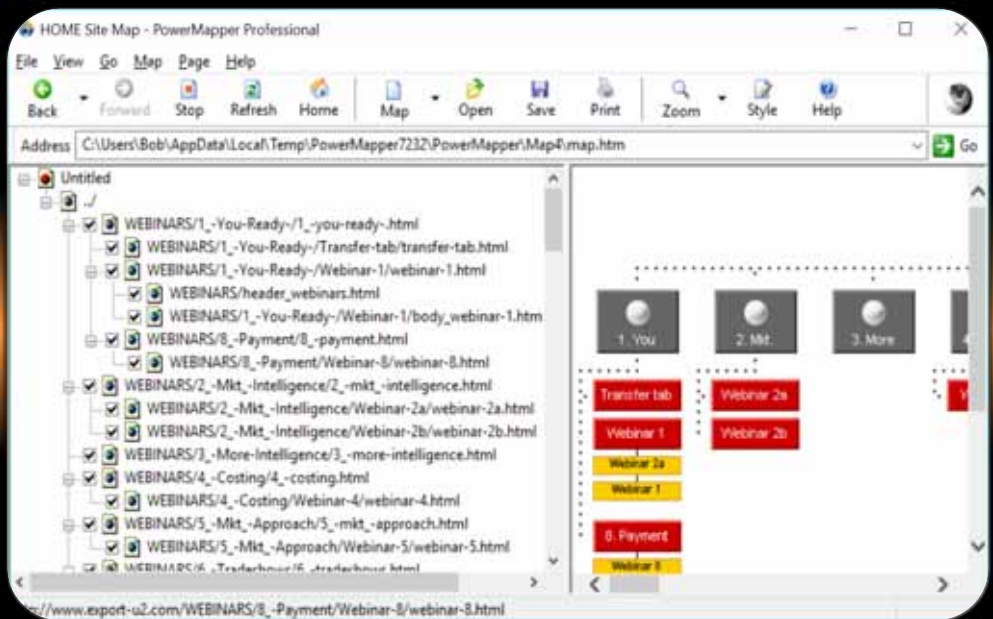 HOME Site Map - PowerMapper Professional
File View Go Map Page Help
Back Forward Stop Refresh Home Map Open Save Print Zoom Style Help
Address C:\Users\Bob\AppData\Local\Temp\PowerMapper7232\PowerMapper\Map4\map.htm Go
Untitled
../
WEBINARS/1_-You-Ready-/1_-you-ready-.html
WEBINARS/1_-You-Ready-/Transfer-tab/transfer-tab.html
WEBINARS/1_-You-Ready-/Webinar-1/webinar-1.html
WEBINARS/header_webinars.html
WEBINARS/1_-You-Ready-/Webinar-1/body_webinar-1.htm
WEBINARS/8_-Payment/8_-payment.html
WEBINARS/8_-Payment/Webinar-8/webinar-8.html
WEBINARS/2_-Mkt_-Intelligence/2_-mkt_-intelligence.html
WEBINARS/2_-Mkt_-Intelligence/Webinar-2a/webinar-2a.html
WEBINARS/2_-Mkt_-Intelligence/Webinar-2b/webinar-2b.html
WEBINARS/3_-More-Intelligence/3_-more-intelligence.html
WEBINARS/4_-Costing/4_-costing.html
WEBINARS/4_-Costing/Webinar-4/webinar-4.html
WEBINARS/5_-Mkt_-Approach/5_-mkt_-approach.html
WEBINARS/5_-Mkt_-Approach/Webinar-5/webinar-5.html
WEBINARS/6_-Tradeshows/6_-tradeshows.html
1. You 2. Mkt. 3. More 4
Transfer tab Webinar 2a
Webinar 1 Webinar 2b
Webinar 2a
Webinar 1
8. Payment
Webinar 8
://www.export-u2.com/WEBINARS/8_-Payment/Webinar-8/webinar-8.html